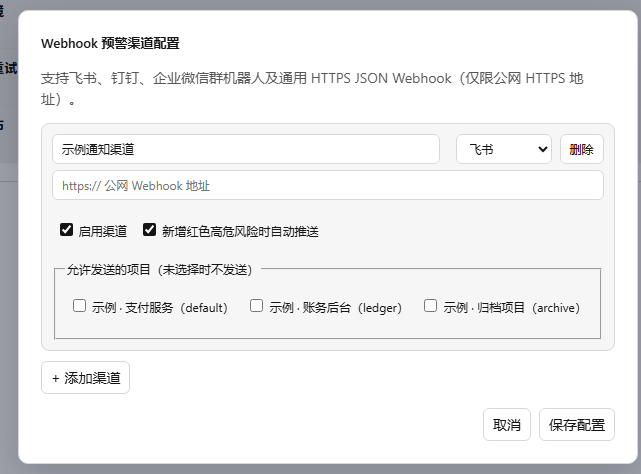 境
Webhook 预警渠道配置
重试
支持飞书、钉钉、企业微信群机器人及通用 HTTPS JSON Webhook（仅限公网 HTTPS 地
址）。
示例通知渠道 飞书 删除
https:// 公网 Webhook 地址
启用渠道 新增红色高危风险时自动推送
允许发送的项目（未选择时不发送）
示例 · 支付服务（default） 示例 · 账务后台（ledger） 示例 · 归档项目（archive）
+ 添加渠道
取消 保存配置